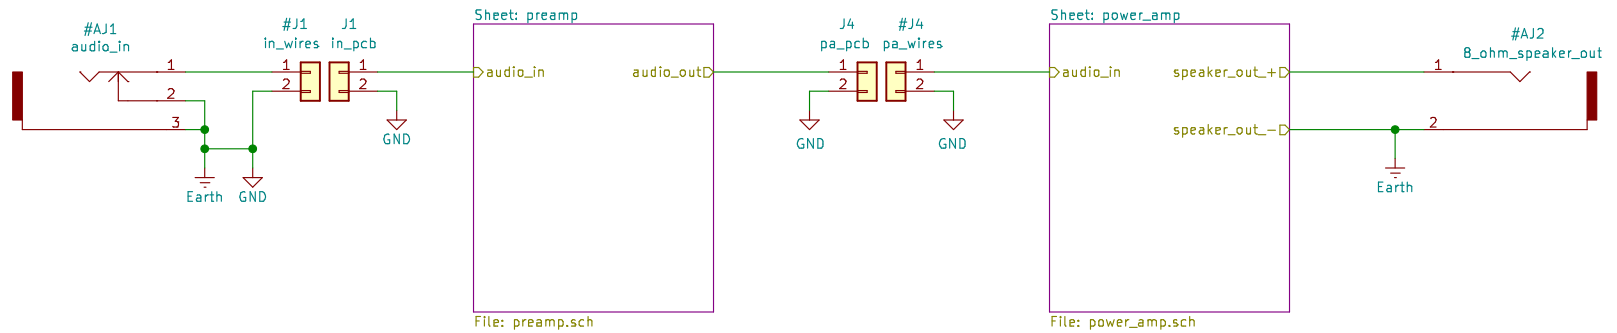 #AJ1
audio_in
1
2
3
Earth
GND
#J1
in_wires
1
2
J1
in_pcb
1
2
GND
Sheet: preamp
audio_in
audio_out
File: preamp.sch
J4
pa_pcb
1
2
GND
#J4
pa_wires
1
2
GND
Sheet: power_amp
audio_in
speaker_out_+
speaker_out_-
File: power_amp.sch
1
2
Earth
#AJ2
8_ohm_speaker_out